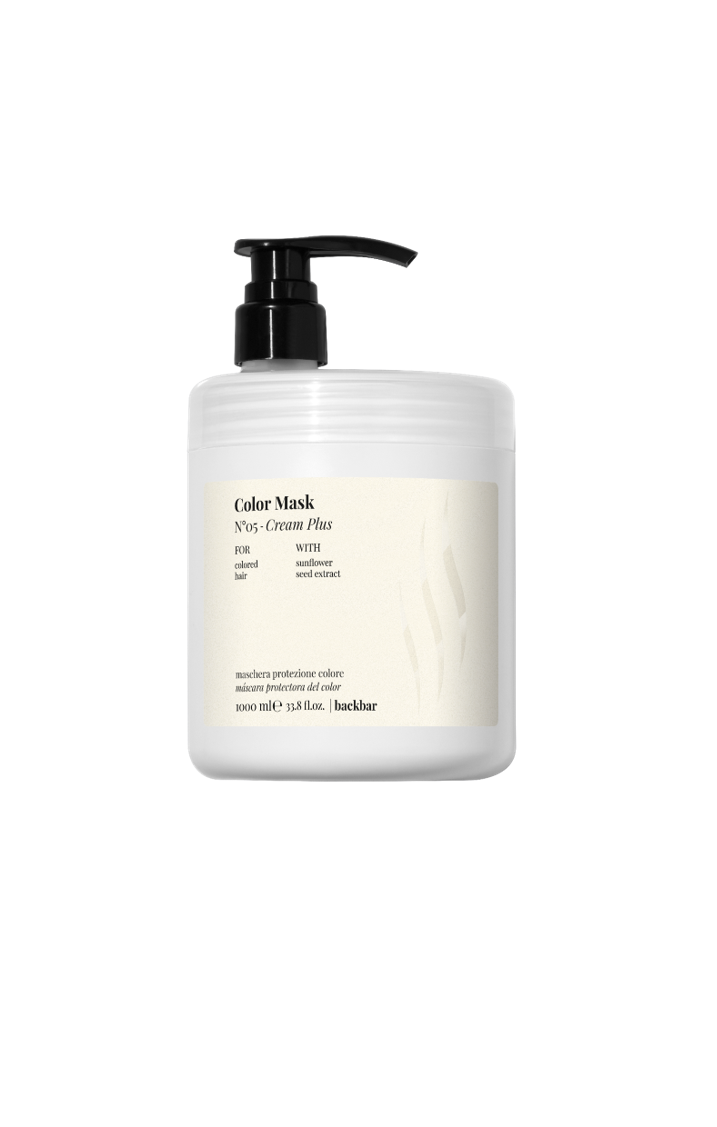 Color Mask
N°05 - Cream Plus
FOR WITH
colored sunflower
hair seed extract
maschera protezione colore
máscara protectora del color
1000 ml ℮ 33.8 fl.oz. | backbar